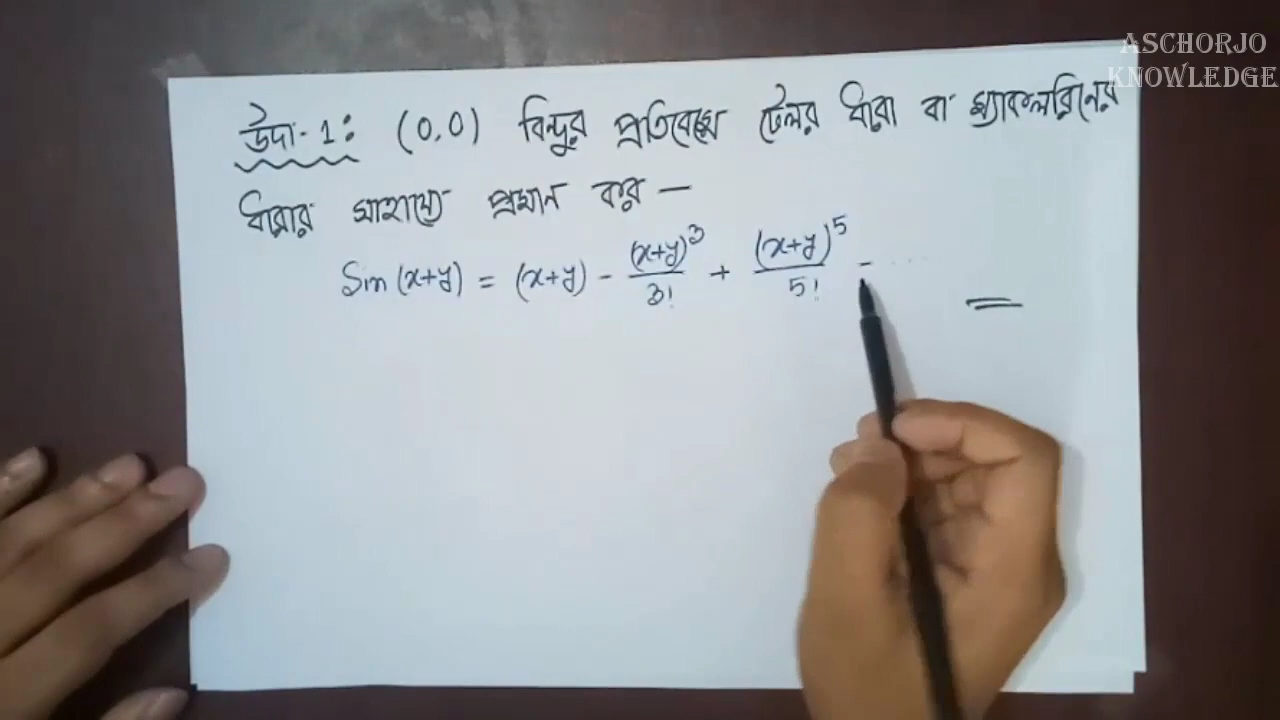 ASCHORJO
KNOWLEDGE
উদা-1: (0,0) বিন্দুর প্রতিবেশে টেলর ধারা বা ম্যাকলরিনের
ধারার সাহায্যে প্রমান কর —
Sin (x+y) = (x+y) - (x+y)³/3! + (x+y)⁵/5! - ......